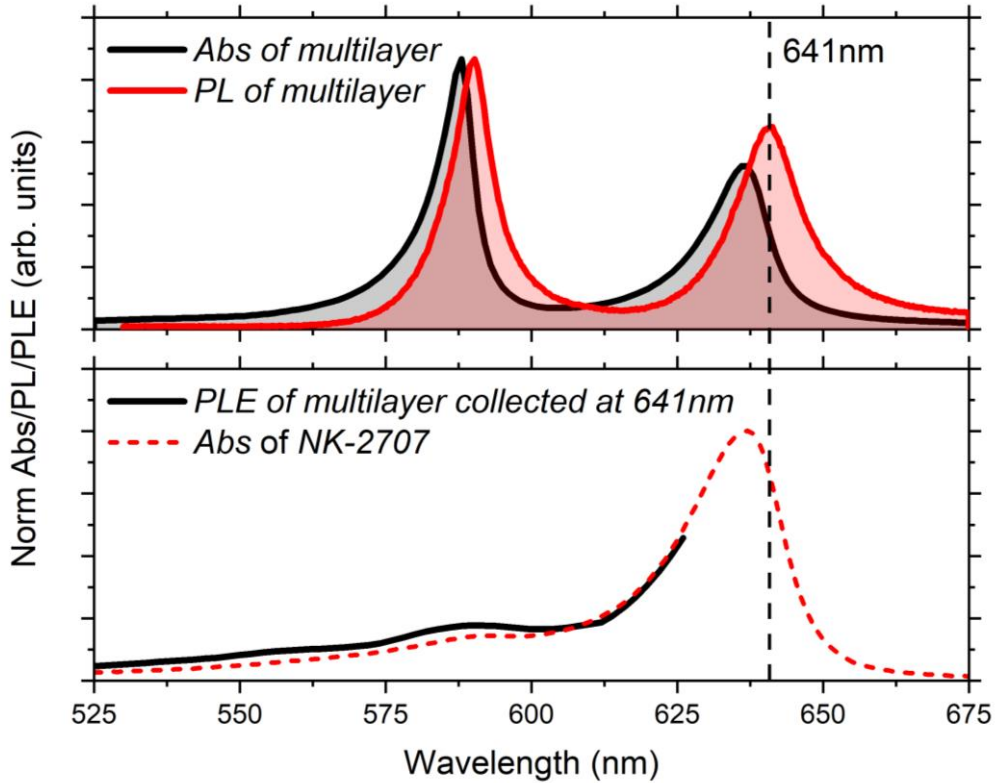 Abs of multilayer
PL of multilayer
641nm
PLE of multilayer collected at 641nm
Abs of NK-2707
Norm Abs/PL/PLE (arb. units)
525 550 575 600 625 650 675
Wavelength (nm)